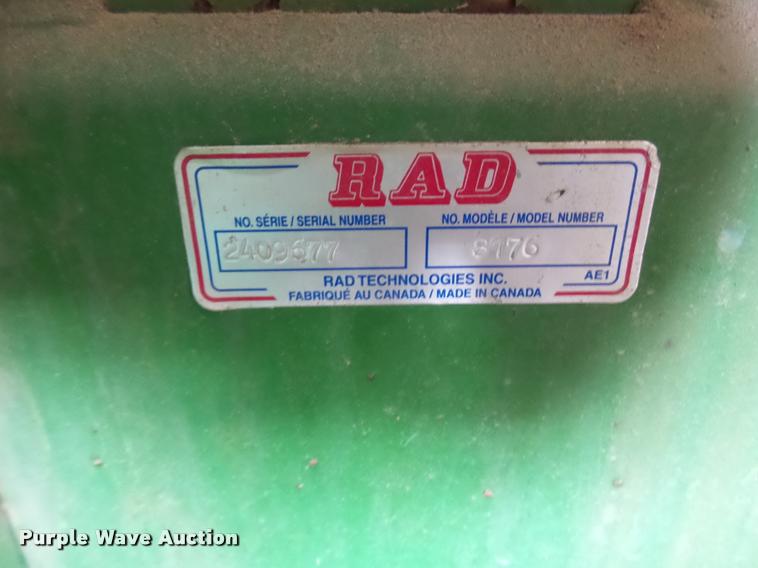 RAD
NO. SÉRIE / SERIAL NUMBER
NO. MODÈLE / MODEL NUMBER
2409677
8176
RAD TECHNOLOGIES INC.
AE1
FABRIQUÉ AU CANADA / MADE IN CANADA
Purple Wave Auction